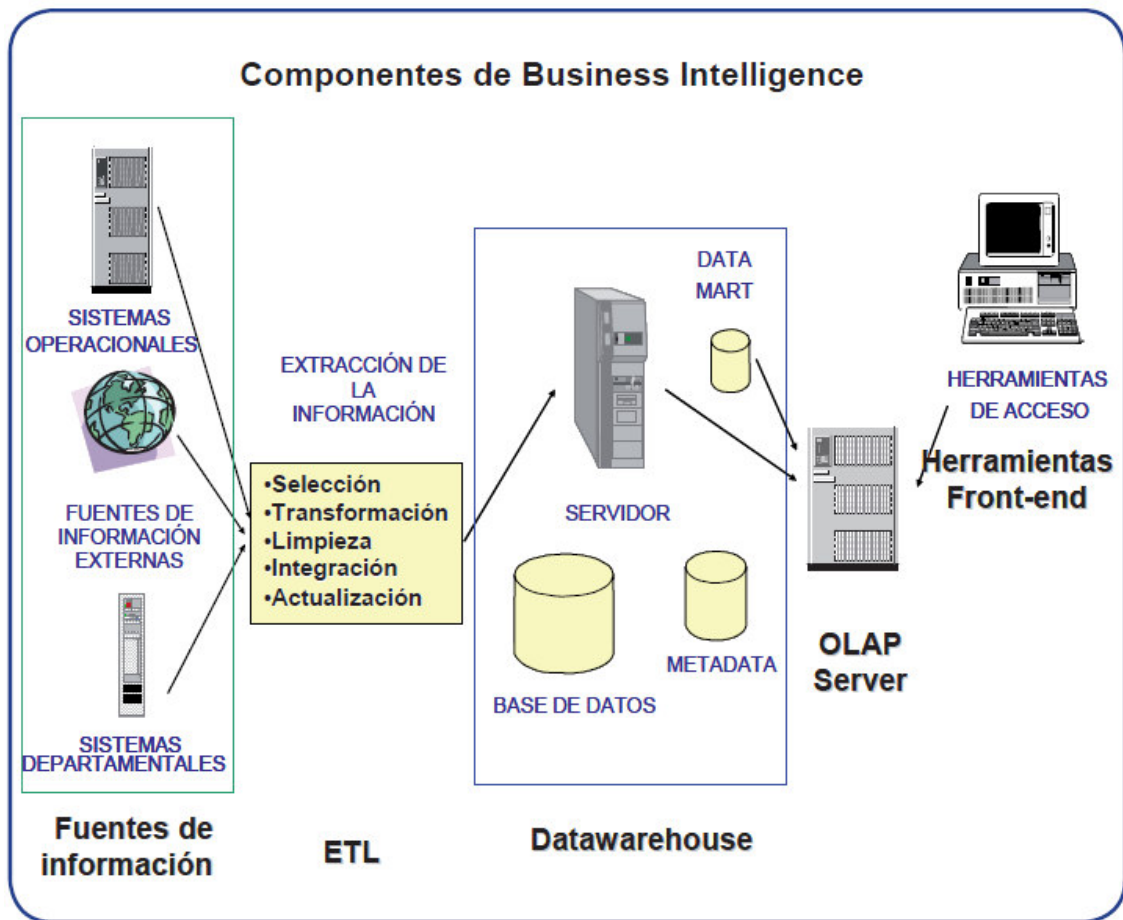 Componentes de Business Intelligence
SISTEMAS
OPERACIONALES
FUENTES DE
INFORMACIÓN
EXTERNAS
SISTEMAS
DEPARTAMENTALES
Fuentes de
información
EXTRACCIÓN DE
LA
INFORMACIÓN
•Selección
•Transformación
•Limpieza
•Integración
•Actualización
ETL
DATA
MART
SERVIDOR
BASE DE DATOS
METADATA
Datawarehouse
OLAP
Server
HERRAMIENTAS
DE ACCESO
Herramientas
Front-end